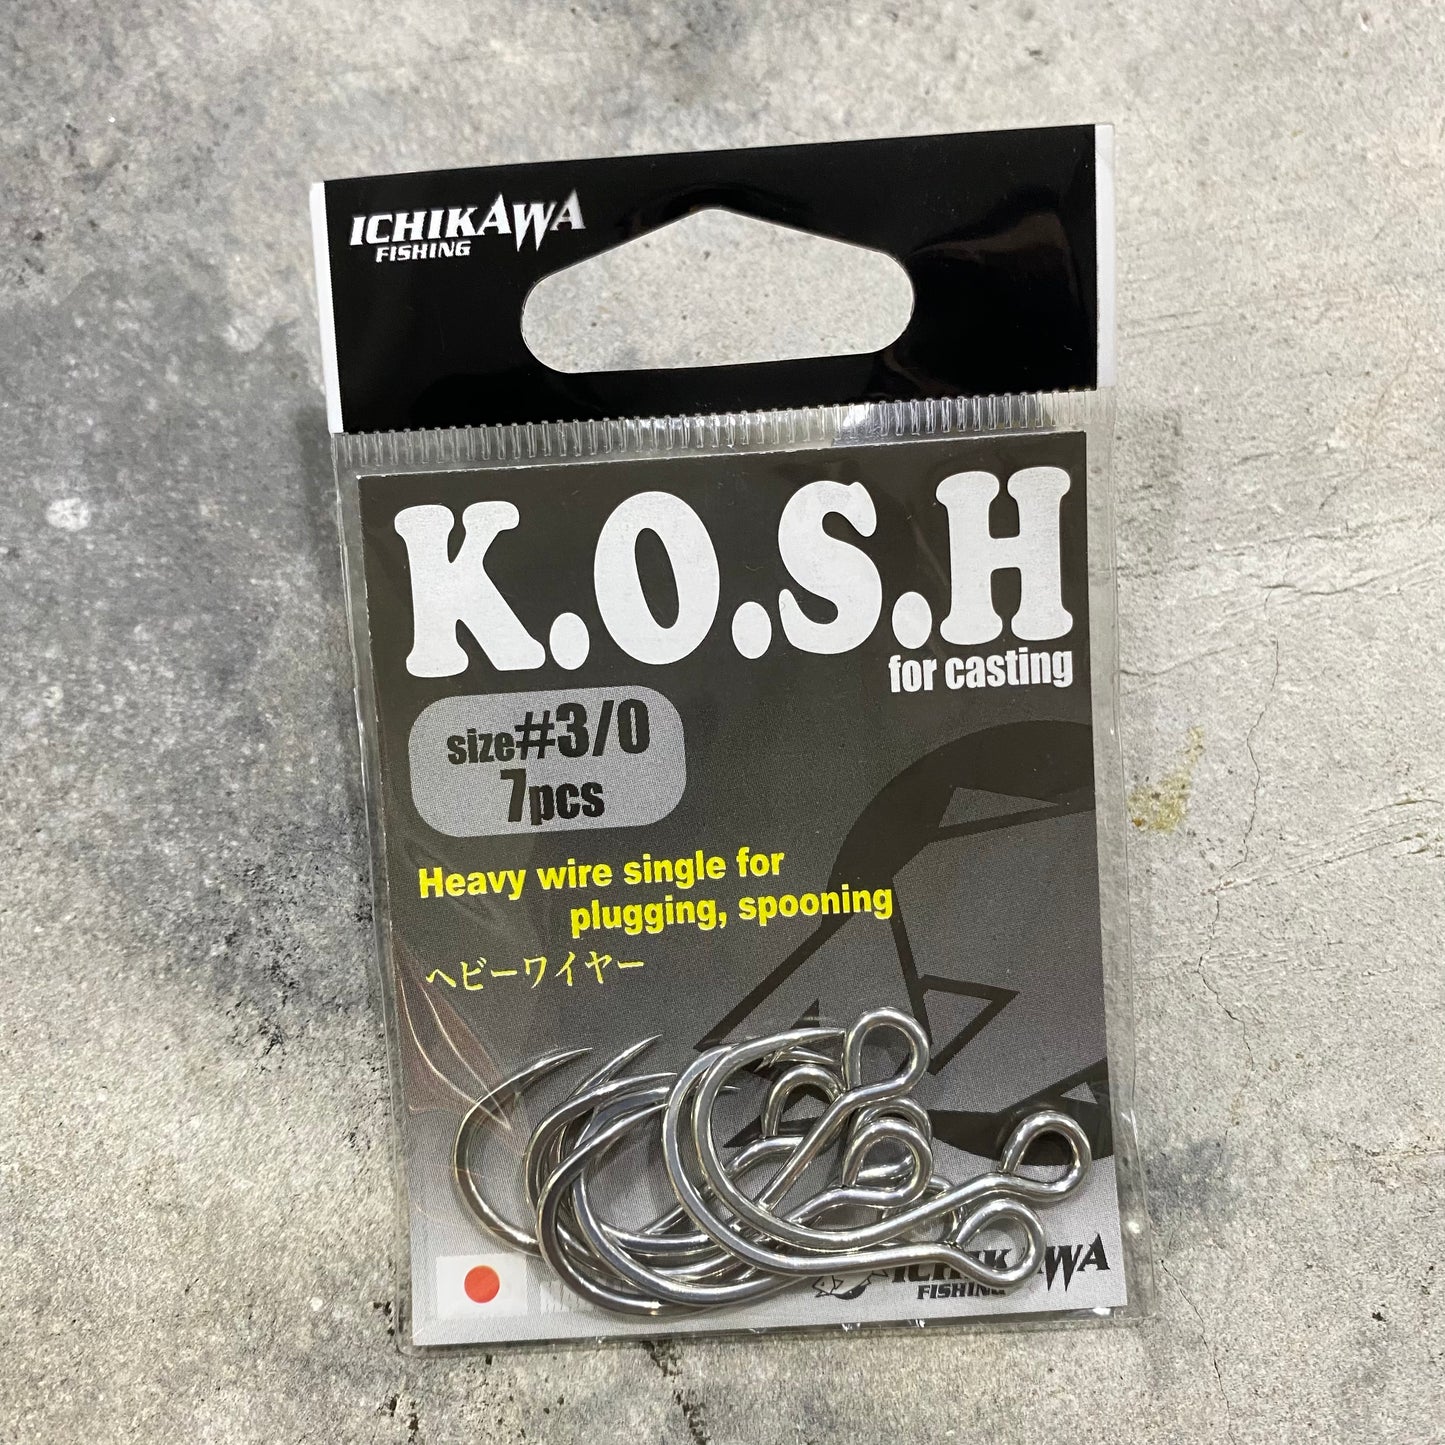 ICHIKAWA
FISHING
K.O.S.H
for casting
size#3/0
7pcs
Heavy wire single for
plugging, spooning
ヘビーワイヤー
FISHING